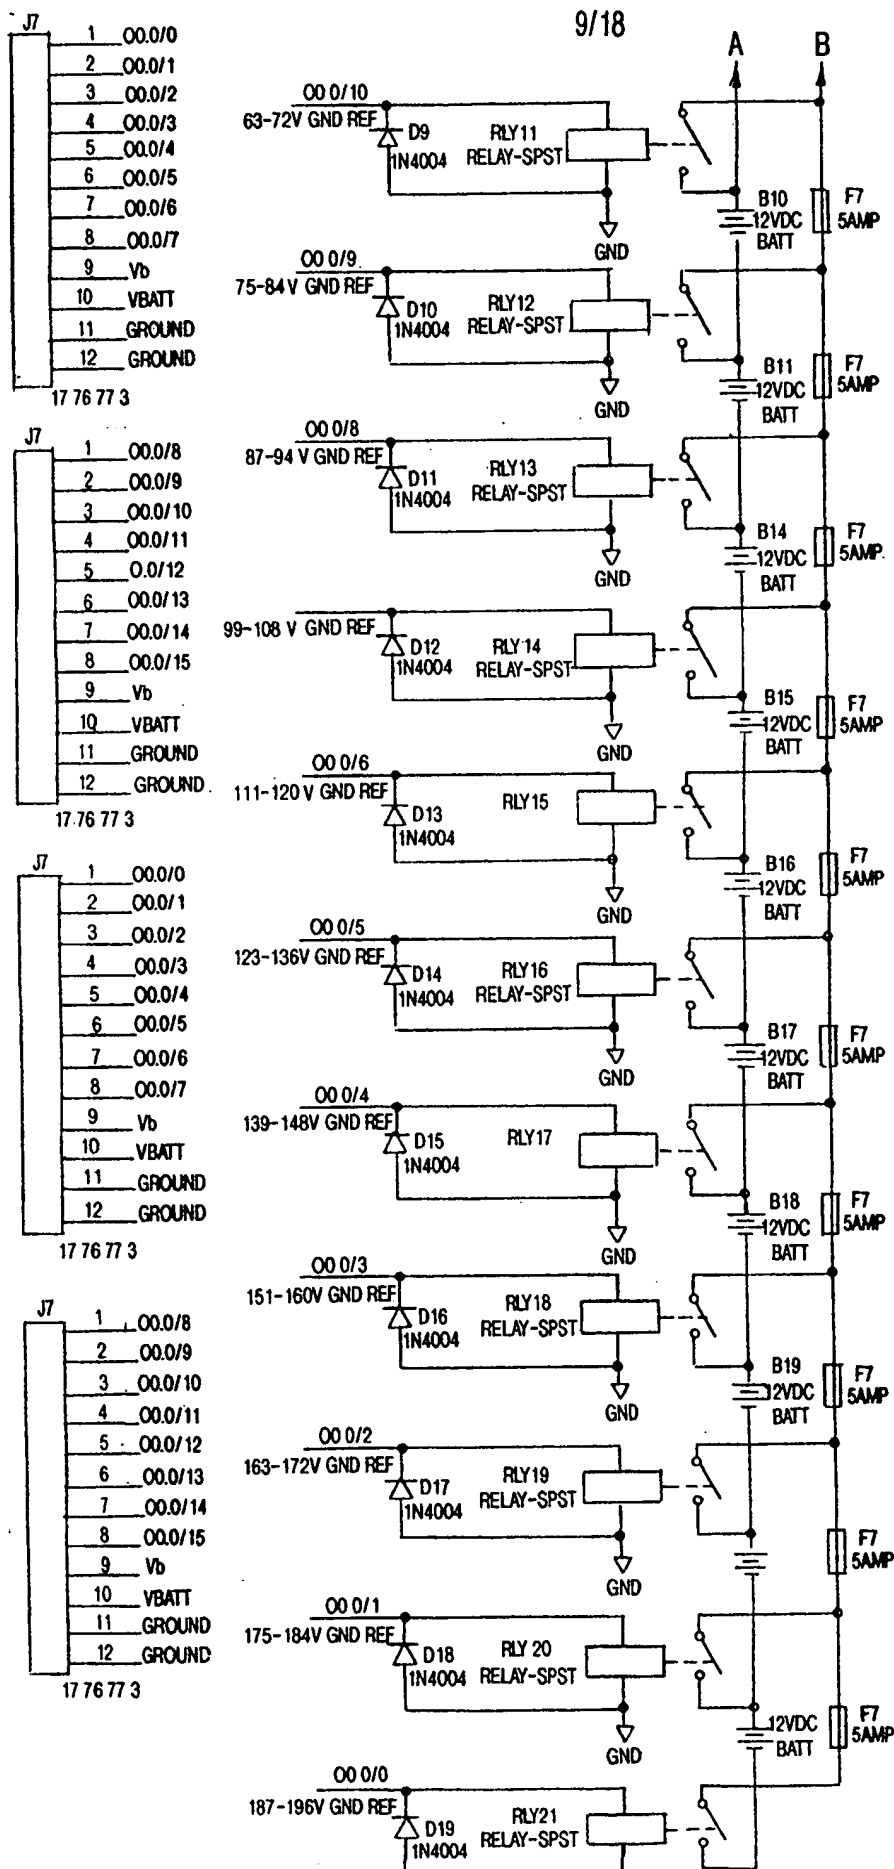 9/18
A
B
J7
1 O0.0/0
2 O0.0/1
3 O0.0/2
4 O0.0/3
5 O0.0/4
6 O0.0/5
7 O0.0/6
8 O0.0/7
9 Vb
10 VBATT
11 GROUND
12 GROUND
17 76 77 3
J7
1 O0.0/8
2 O0.0/9
3 O0.0/10
4 O0.0/11
5 0.0/12
6 O0.0/13
7 O0.0/14
8 O0.0/15
9 Vb
10 VBATT
11 GROUND
12 GROUND
17 76 77 3
J7
1 O0.0/0
2 O0.0/1
3 O0.0/2
4 O0.0/3
5 O0.0/4
6 O0.0/5
7 O0.0/6
8 O0.0/7
9 Vb
10 VBATT
11 GROUND
12 GROUND
17 76 77 3
J7
1 O0.0/8
2 O0.0/9
3 O0.0/10
4 O0.0/11
5 O0.0/12
6 O0.0/13
7 O0.0/14
8 O0.0/15
9 Vb
10 VBATT
11 GROUND
12 GROUND
17 76 77 3
O0 0/10
63-72V GND REF
D9
1N4004
RLY11
RELAY-SPST
GND
B10
12VDC
BATT
F7
5AMP
O0 0/9
75-84 V GND REF
D10
1N4004
RLY12
RELAY-SPST
GND
B11
12VDC
BATT
F7
5AMP
O0 0/8
87-94 V GND REF
D11
1N4004
RLY13
RELAY-SPST
GND
B14
12VDC
BATT
F7
5AMP.
99-108 V GND REF
D12
1N4004
RLY 14
RELAY-SPST
GND
B15
12VDC
BATT
F7
5AMP
O0 0/6
111-120 V GND REF
D13
1N4004
RLY15
GND
B16
12VDC
BATT
F7
5AMP
O0 0/5
123-136V GND REF
D14
1N4004
RLY16
RELAY-SPST
GND
B17
12VDC
BATT
F7
5AMP
O0 0/4
139-148V GND REF
D15
1N4004
RLY17
GND
B18
12VDC
BATT
F7
5AMP
O0 0/3
151-160V GND REF
D16
1N4004
RLY18
RELAY-SPST
GND
B19
12VDC
BATT
F7
5AMP
O0 0/2
163-172V GND REF
D17
1N4004
RLY19
RELAY-SPST
GND
F7
5AMP
O0 0/1
175-184V GND REF
D18
1N4004
RLY 20
RELAY-SPST
GND
12VDC
BATT
F7
5AMP
O0 0/0
187-196V GND REF
D19
1N4004
RLY21
RELAY-SPST